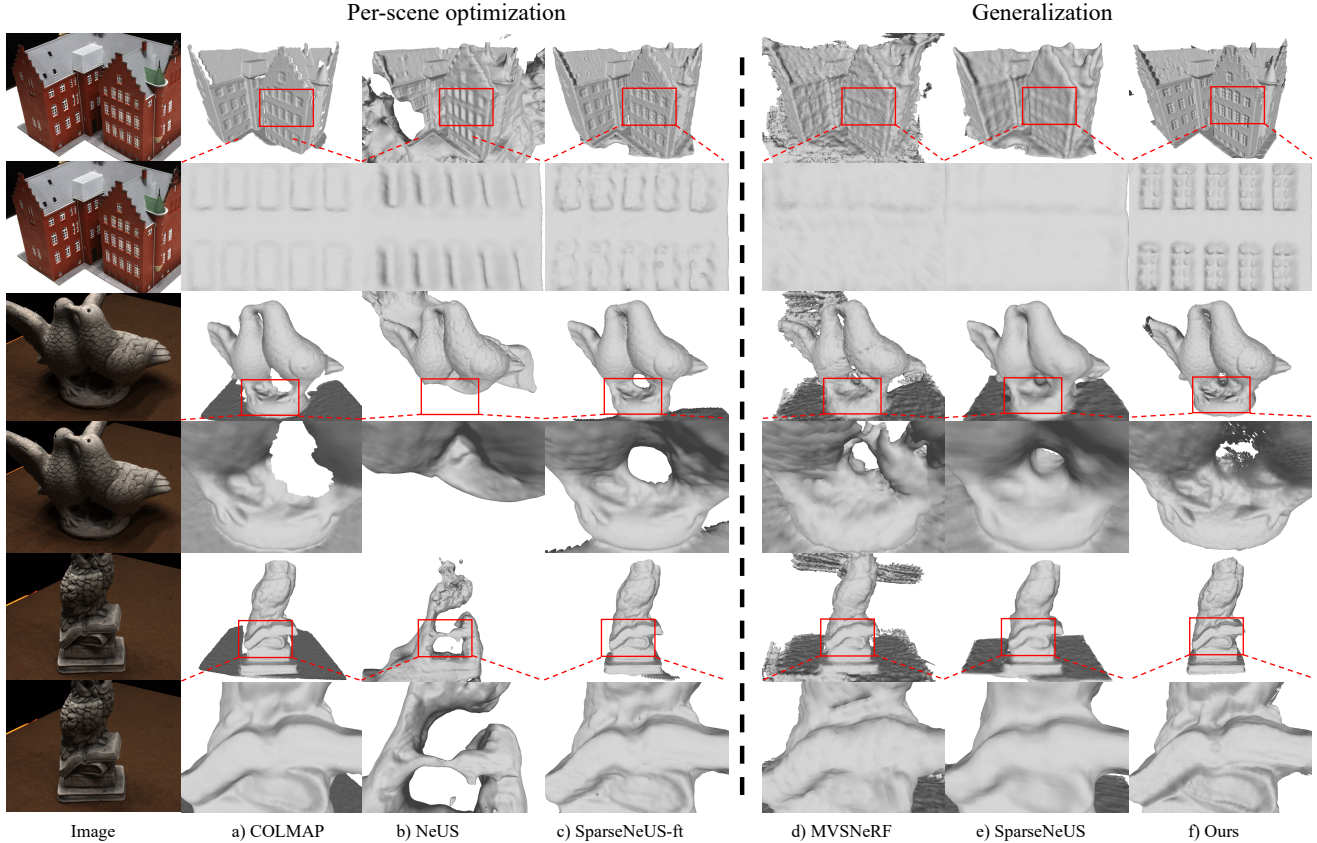 Per-scene optimization
Generalization
Image
a) COLMAP
b) NeUS
c) SparseNeUS-ft
d) MVSNeRF
e) SparseNeUS
f) Ours